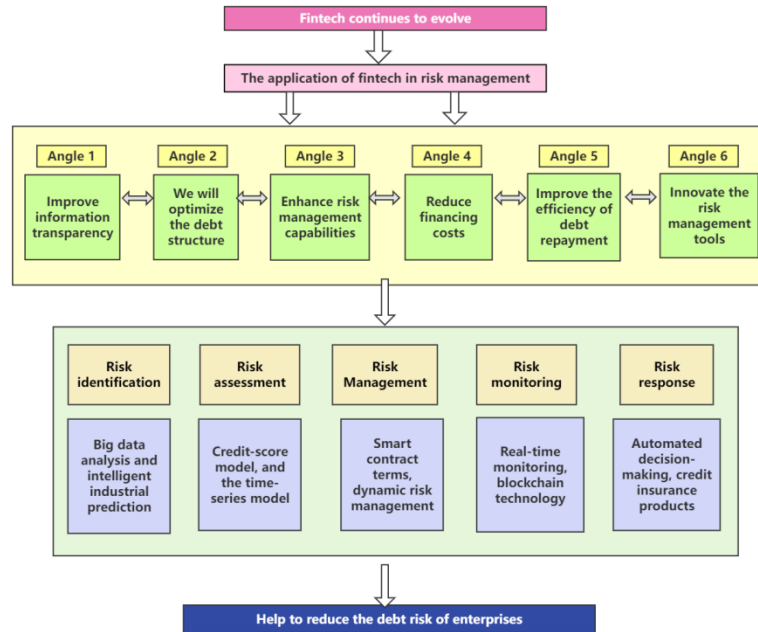 Fintech continues to evolve
The application of fintech in risk management
Angle 1
Angle 2
Angle 3
Angle 4
Angle 5
Angle 6
Improve
information
transparency
We will
optimize
the debt
structure
Enhance risk
management
capabilities
Reduce
financing
costs
Improve the
efficiency of
debt
repayment
Innovate the
risk
management
tools
Risk
identification
Risk
assessment
Risk
Management
Risk
monitoring
Risk
response
Big data
analysis and
intelligent
industrial
prediction
Credit-score
model, and
the time-
series model
Smart
contract
terms,
dynamic risk
management
Real-time
monitoring,
blockchain
technology
Automated
decision-
making, credit
insurance
products
Help to reduce the debt risk of enterprises